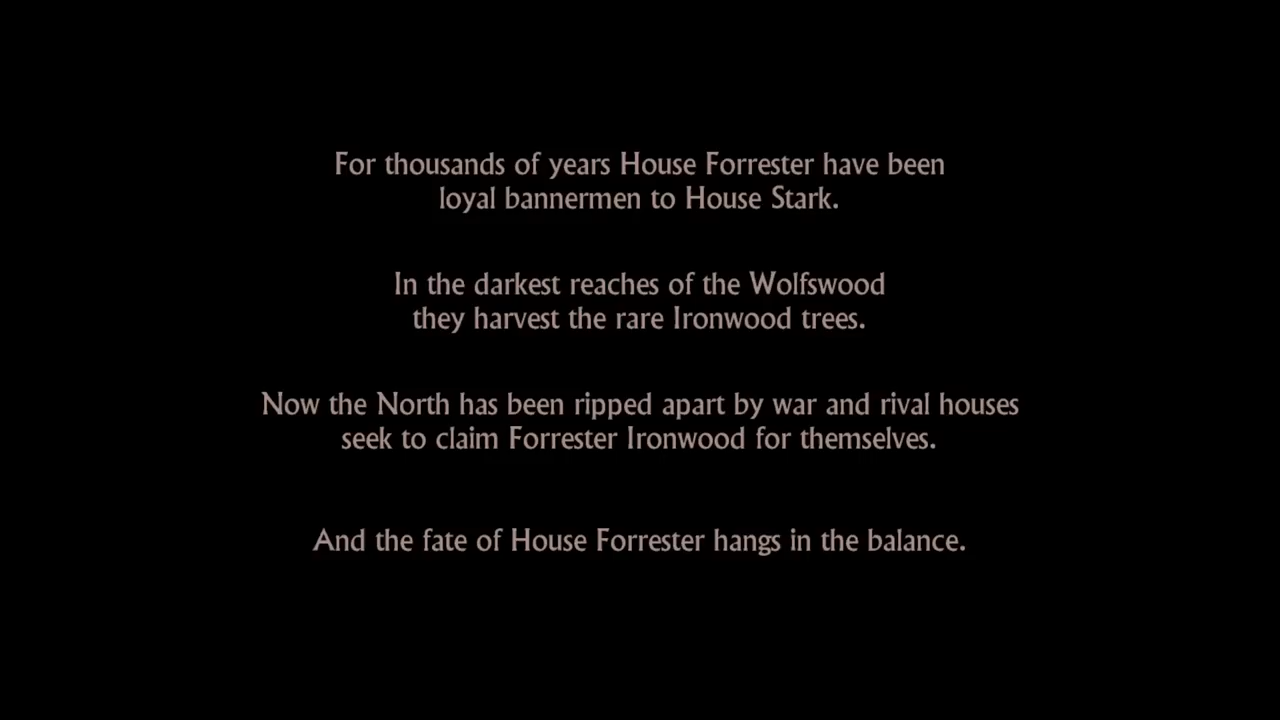 For thousands of years House Forrester have been
loyal bannermen to House Stark.
In the darkest reaches of the Wolfswood
they harvest the rare Ironwood trees.
Now the North has been ripped apart by war and rival houses
seek to claim Forrester Ironwood for themselves.
And the fate of House Forrester hangs in the balance.